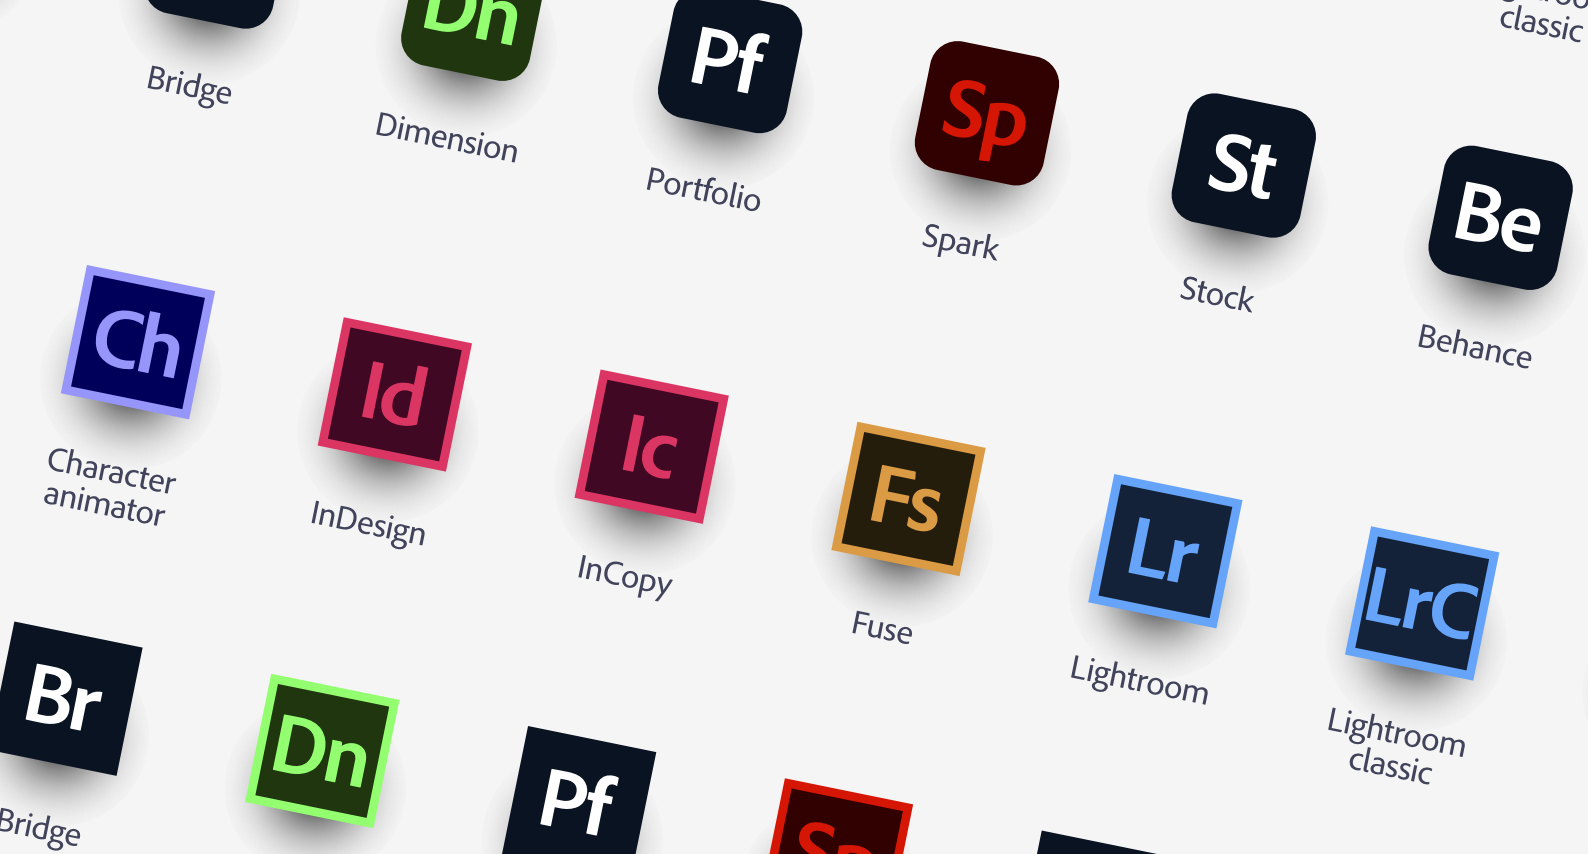 classic
Dn
Pf
Sp
St
Be
Bridge
Dimension
Portfolio
Spark
Stock
Behance
Ch
Id
Ic
Fs
Lr
LrC
Character
animator
InDesign
InCopy
Fuse
Lightroom
Lightroom
classic
Br
Dn
Pf
Sp
Bridge